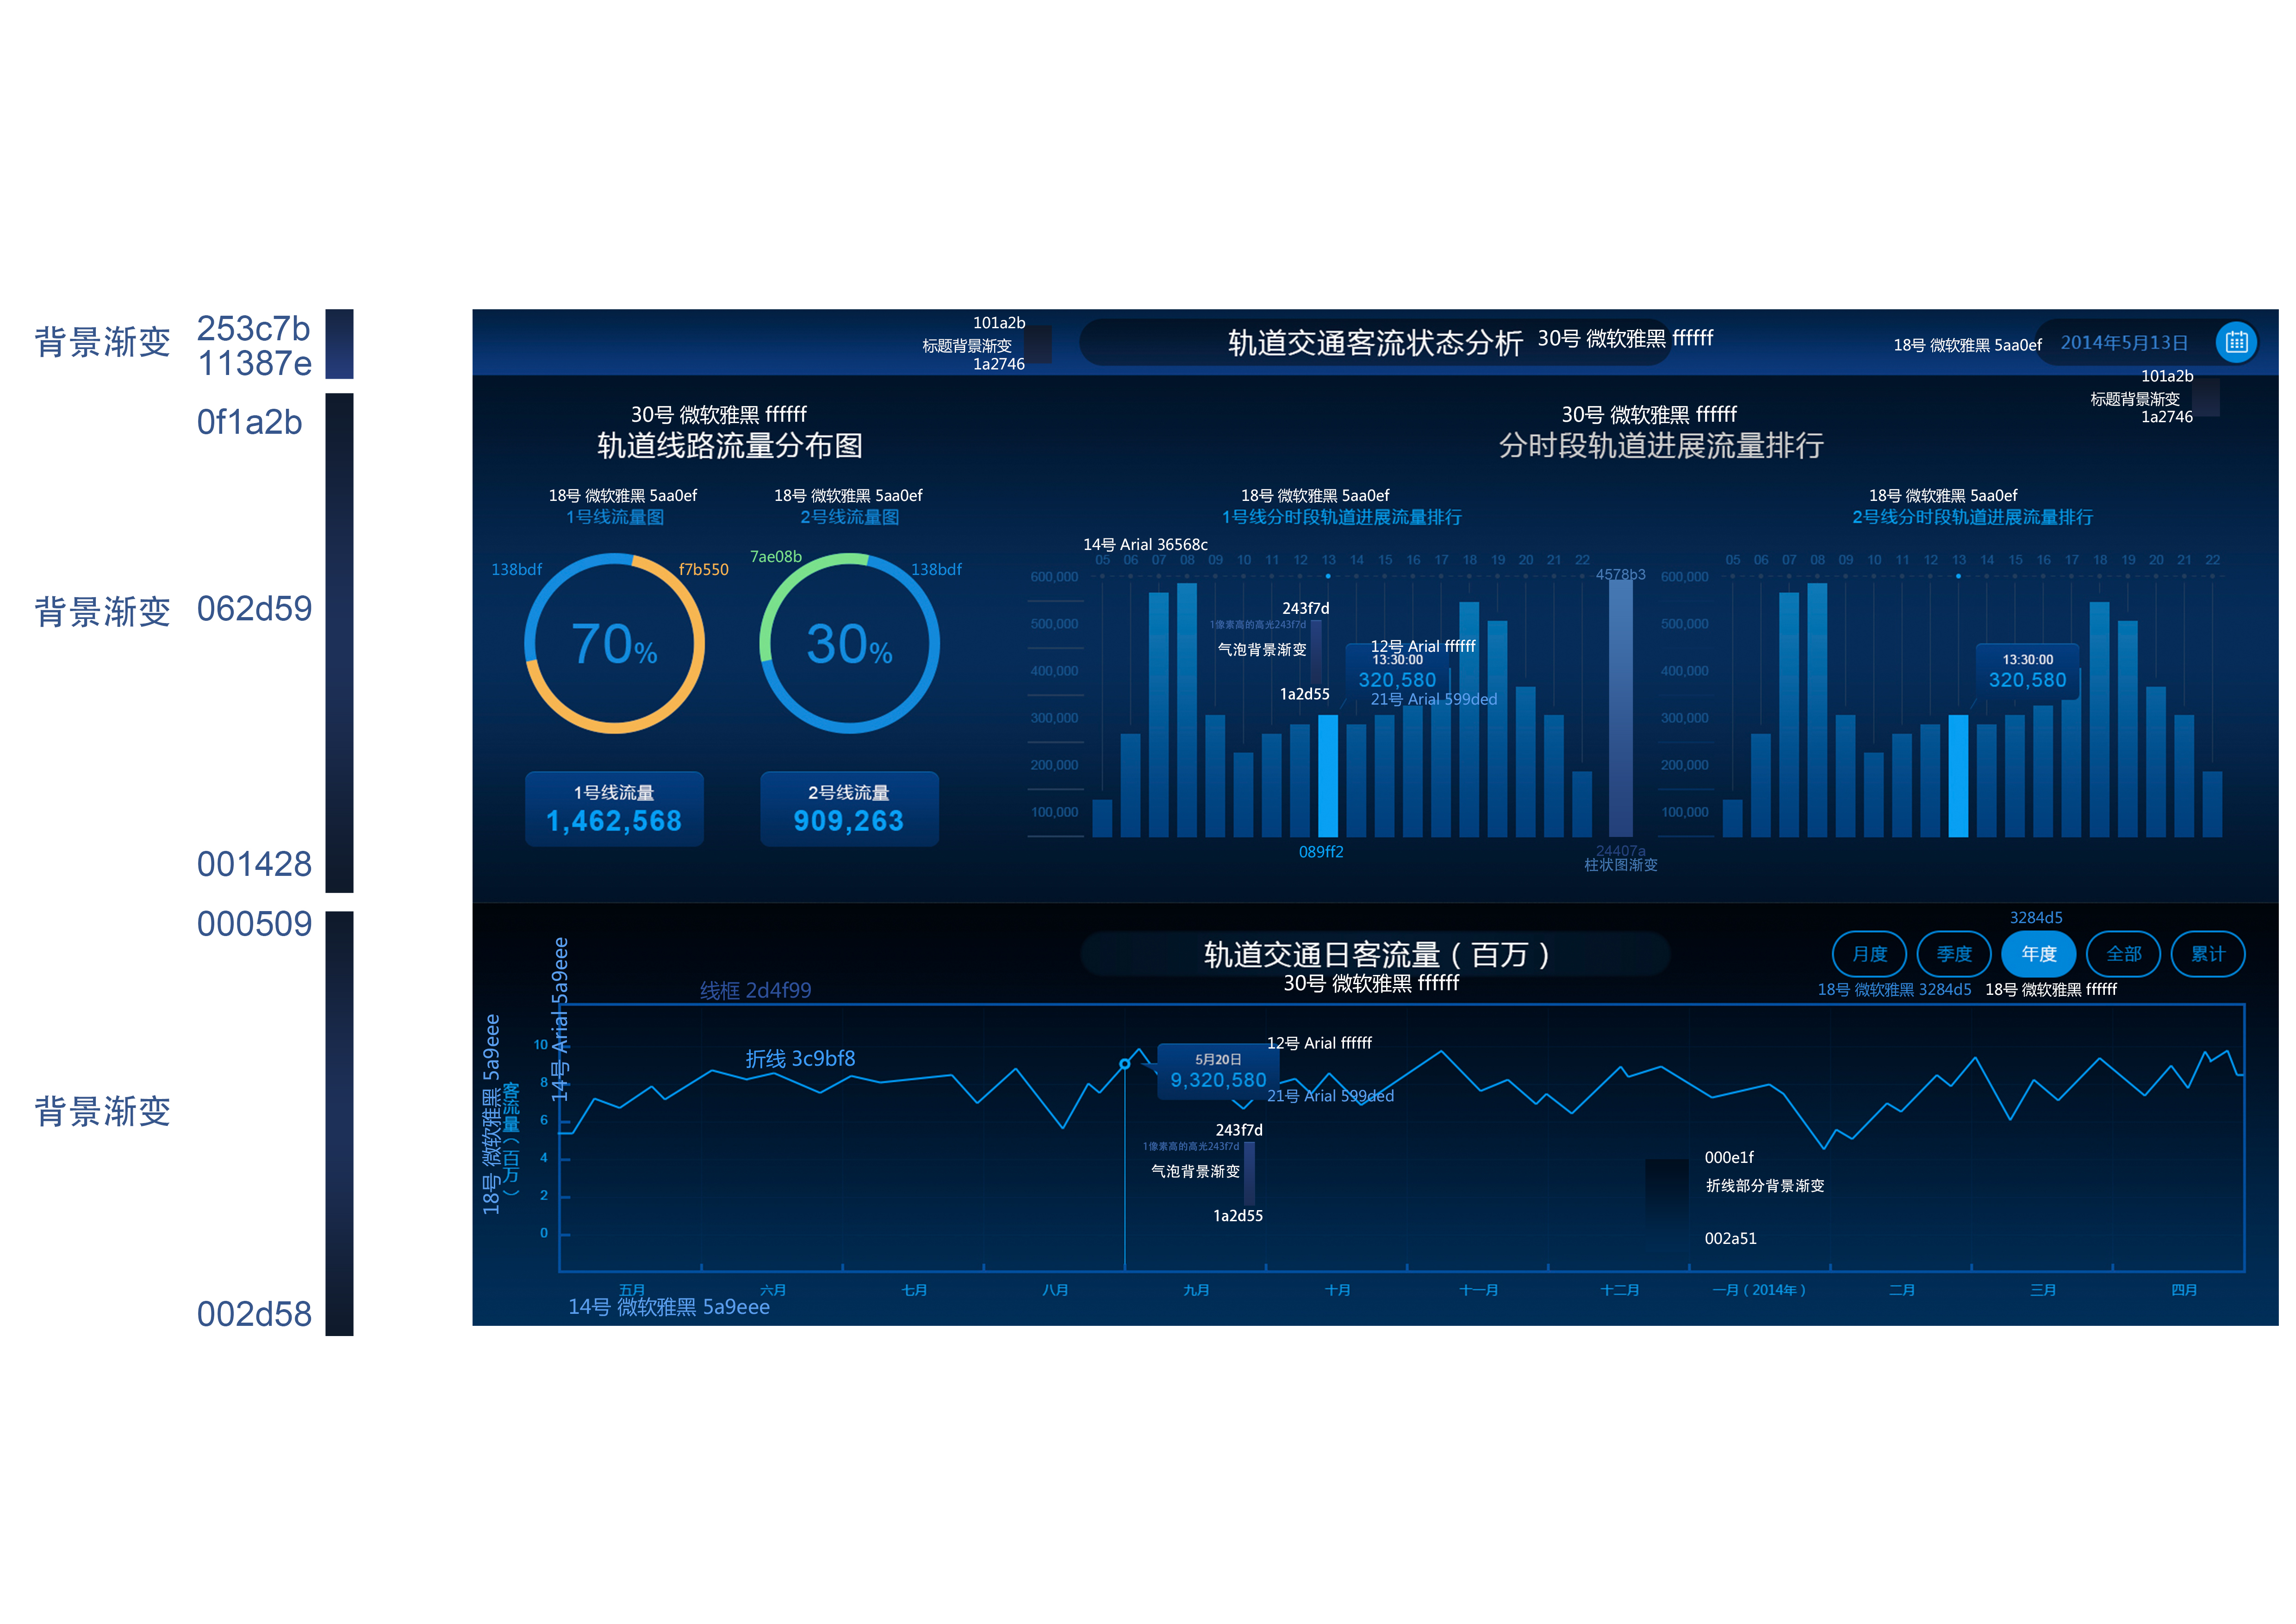 背景渐变
253c7b
11387e
0f1a2b
背景渐变
062d59
001428
000509
背景渐变
002d58
101a2b
标题背景渐变
1a2746
轨道交通客流状态分析
30号 微软雅黑 ffffff
18号 微软雅黑 5aa0ef
2014年5月13日
101a2b
标题背景渐变
1a2746
30号 微软雅黑 ffffff
轨道线路流量分布图
18号 微软雅黑 5aa0ef
1号线流量图
18号 微软雅黑 5aa0ef
2号线流量图
138bdf
f7b550
7ae08b
138bdf
70%
30%
1号线流量
1,462,568
2号线流量
909,263
30号 微软雅黑 ffffff
分时段轨道进展流量排行
18号 微软雅黑 5aa0ef
1号线分时段轨道进展流量排行
14号 Arial 36568c
05 06 07 08 09 10 11 12 13 14 15 16 17 18 19 20 21 22
600,000
500,000
400,000
300,000
200,000
100,000
243f7d
1像素高的高光243f7d
气泡背景渐变
1a2d55
12号 Arial ffffff
13:30:00
320,580
21号 Arial 599ded
089ff2
4578b3
24407a
柱状图渐变
18号 微软雅黑 5aa0ef
2号线分时段轨道进展流量排行
05 06 07 08 09 10 11 12 13 14 15 16 17 18 19 20 21 22
600,000
500,000
400,000
300,000
200,000
100,000
13:30:00
320,580
轨道交通日客流量（百万）
30号 微软雅黑 ffffff
3284d5
月度
季度
年度
全部
累计
18号 微软雅黑 3284d5
18号 微软雅黑 ffffff
线框 2d4f99
14号 Arial 5a9eee
18号 微软雅黑 5a9eee
客流量（百万）
10
8
6
4
2
0
折线 3c9bf8
5月20日
9,320,580
12号 Arial ffffff
21号 Arial 599ded
243f7d
1像素高的高光243f7d
气泡背景渐变
1a2d55
000e1f
折线部分背景渐变
002a51
五月 六月 七月 八月 九月 十月 十一月 十二月 一月（2014年） 二月 三月 四月
14号 微软雅黑 5a9eee